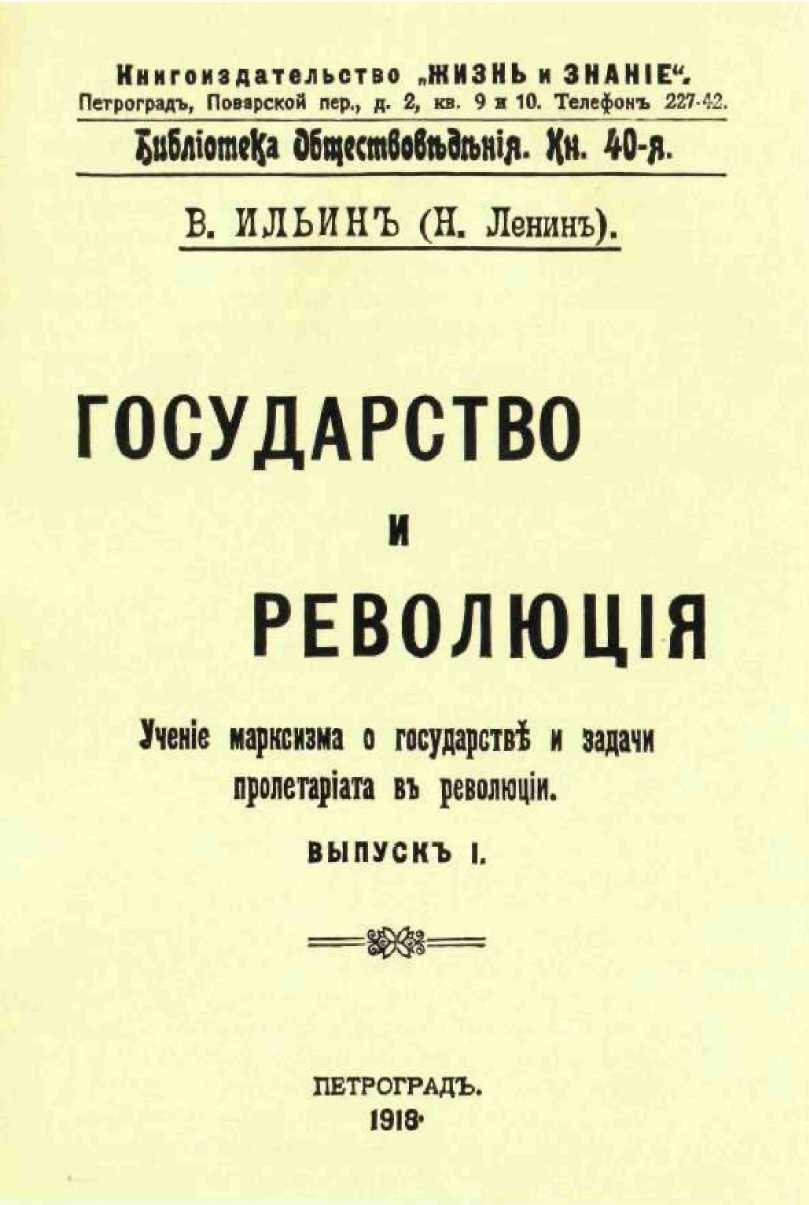 Книгоиздательство „ЖИЗНЬ и ЗНАНІЕ“.
Петроградъ, Поварской пер., д. 2, кв. 9 и 10. Телефонъ 227-42.
Библіотека Обществовѣдѣнія. Кн. 40-я.
В. ИЛЬИНЪ (Н. Ленинъ).
ГОСУДАРСТВО
и
РЕВОЛЮЦІЯ
Ученіе марксизма о государствѣ и задачи
пролетаріата въ революціи.
ВЫПУСКЪ I.
ПЕТРОГРАДЪ.
1918·